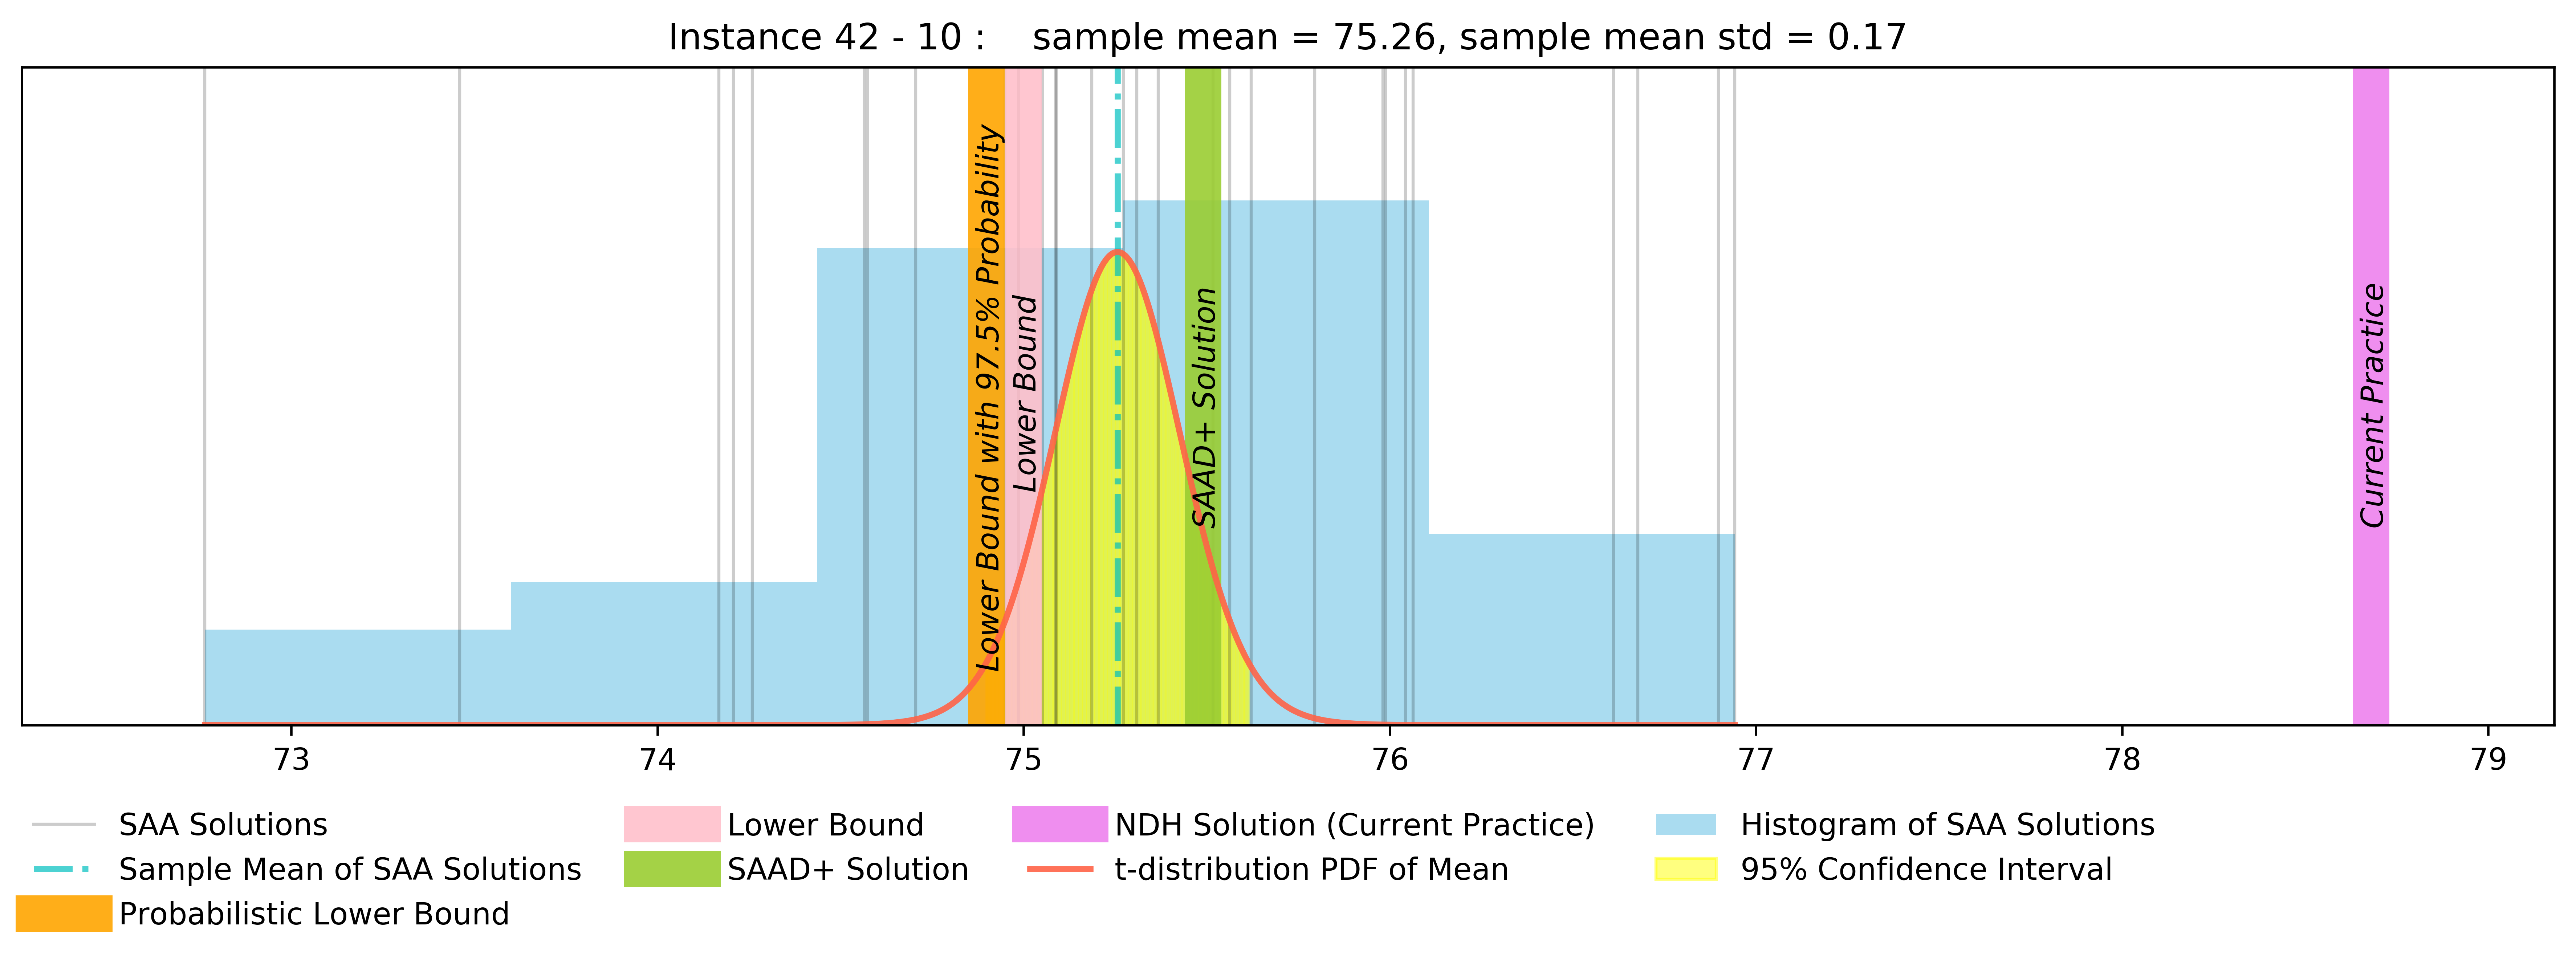 Instance 42 - 10 :    sample mean = 75.26, sample mean std = 0.17
Lower Bound with 97.5% Probability
Lower Bound
SAAD+ Solution
Current Practice
73
74
75
76
77
78
79
SAA Solutions
Sample Mean of SAA Solutions
Probabilistic Lower Bound
Lower Bound
SAAD+ Solution
NDH Solution (Current Practice)
t-distribution PDF of Mean
Histogram of SAA Solutions
95% Confidence Interval